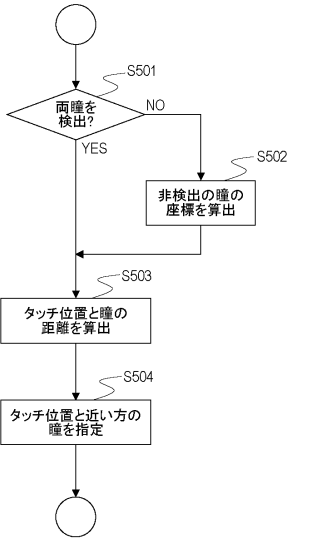 S501
両瞳を
検出?
NO
YES
S502
非検出の瞳の
座標を算出
S503
タッチ位置と瞳の
距離を算出
S504
タッチ位置と近い方の
瞳を指定